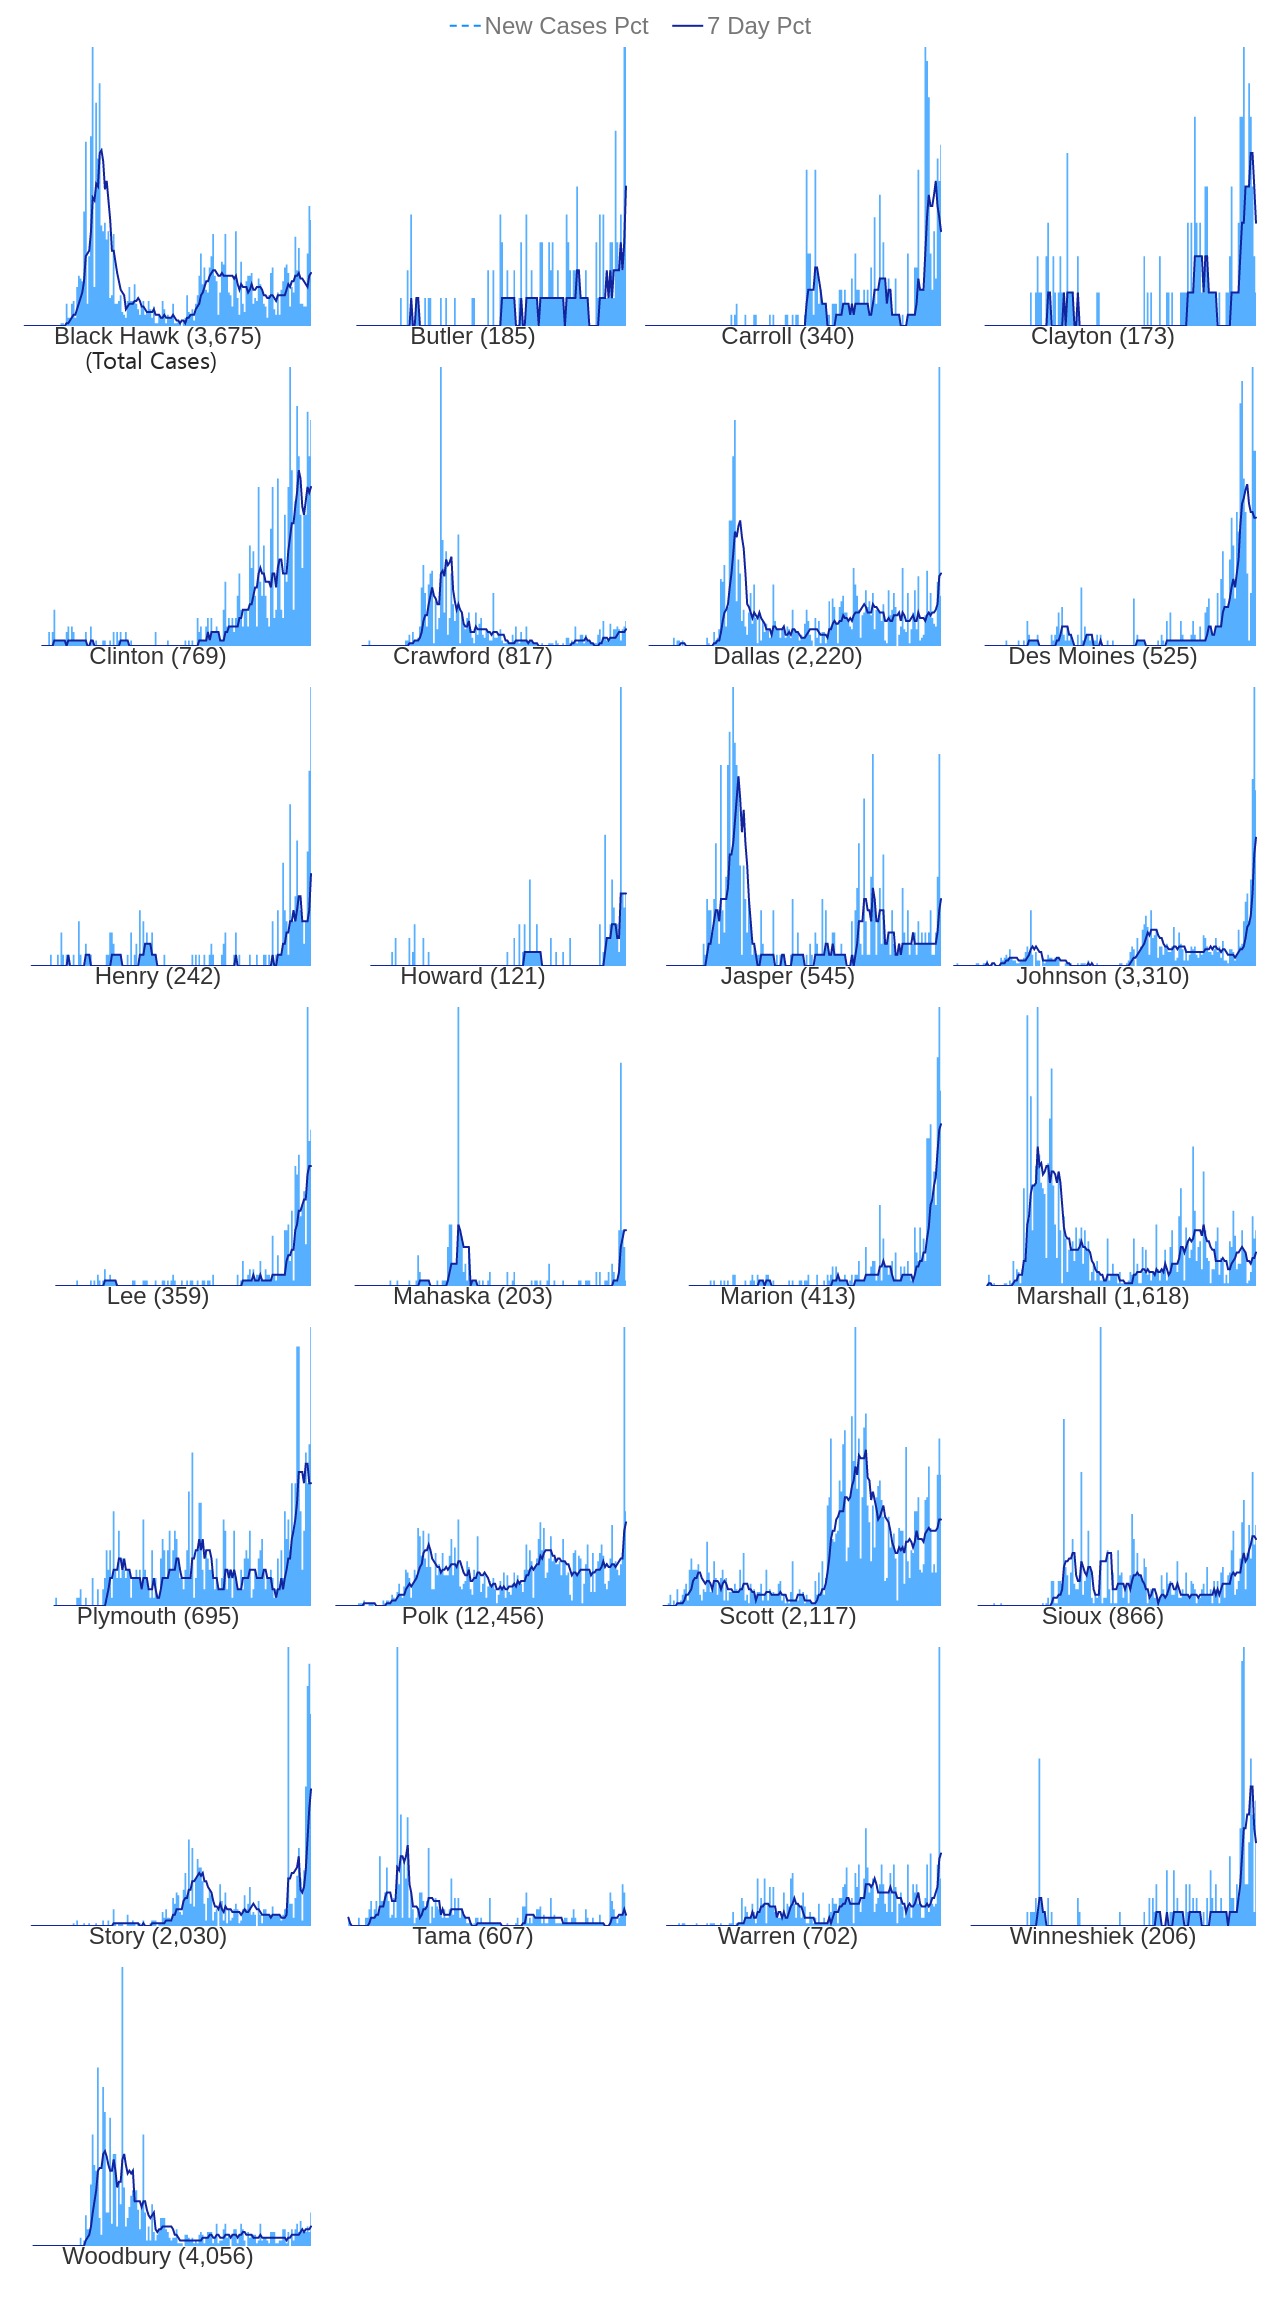 New Cases Pct 7 Day Pct
Black Hawk (3,675) Butler (185) Carroll (340) Clayton (173)
(Total Cases)
Clinton (769) Crawford (817) Dallas (2,220) Des Moines (525)
Henry (242) Howard (121) Jasper (545) Johnson (3,310)
Lee (359) Mahaska (203) Marion (413) Marshall (1,618)
Plymouth (695) Polk (12,456) Scott (2,117) Sioux (866)
Story (2,030) Tama (607) Warren (702) Winneshiek (206)
Woodbury (4,056)